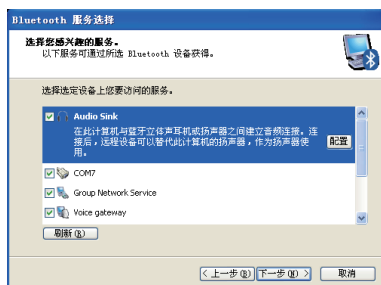 Bluetooth 服务选择
选择您感兴趣的服务。
以下服务可通过所选 Bluetooth 设备获得。
选择选定设备上您要访问的服务。
Audio Sink
在此计算机与蓝牙立体声耳机或扬声器之间建立音频连接。连
接后，远程设备可以替代此计算机的扬声器，作为扬声器使
用。
配置
COM7
Group Network Service
Voice gateway
刷新(R)
< 上一步(B) 下一步(N) > 取消